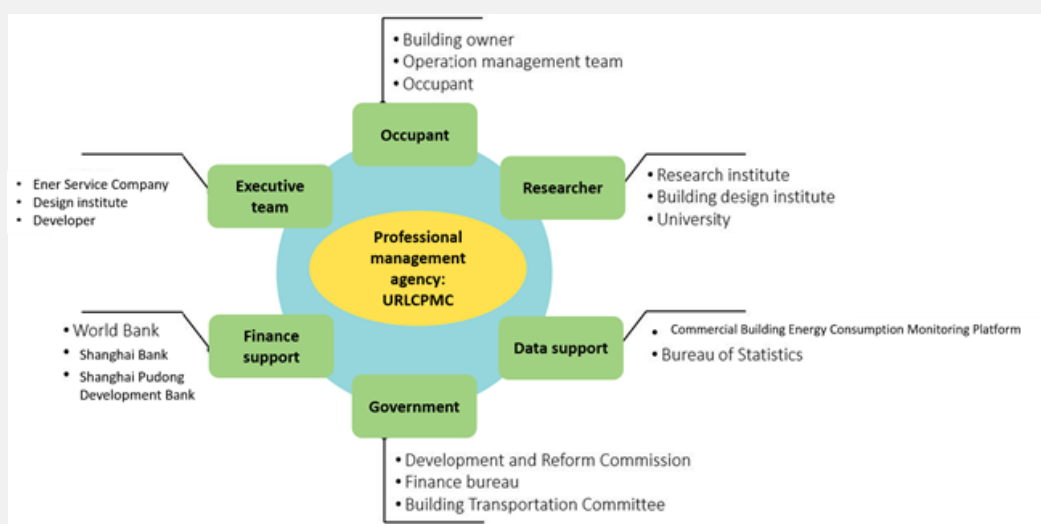 • Building owner
• Operation management team
• Occupant
Occupant
Executive
team
• Ener Service Company
• Design institute
• Developer
Researcher
• Research institute
• Building design institute
• University
Professional
management
agency:
URLCPMC
Finance
support
• World Bank
• Shanghai Bank
• Shanghai Pudong
Development Bank
Data support
• Commercial Building Energy Consumption Monitoring Platform
• Bureau of Statistics
Government
• Development and Reform Commission
• Finance bureau
• Building Transportation Committee